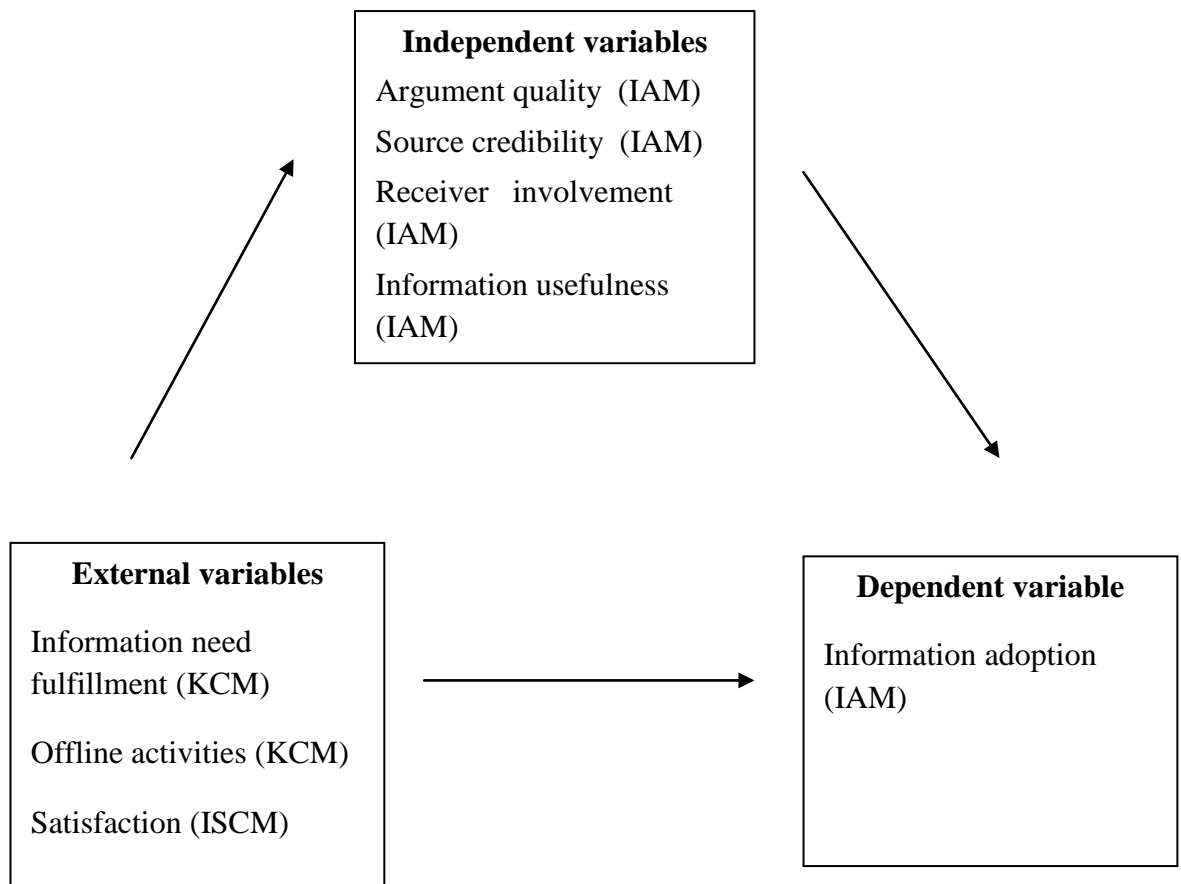 Independent variables
Argument quality (IAM)
Source credibility (IAM)
Receiver involvement
(IAM)
Information usefulness
(IAM)
External variables
Information need
fulfillment (KCM)
Offline activities (KCM)
Satisfaction (ISCM)
Dependent variable
Information adoption
(IAM)